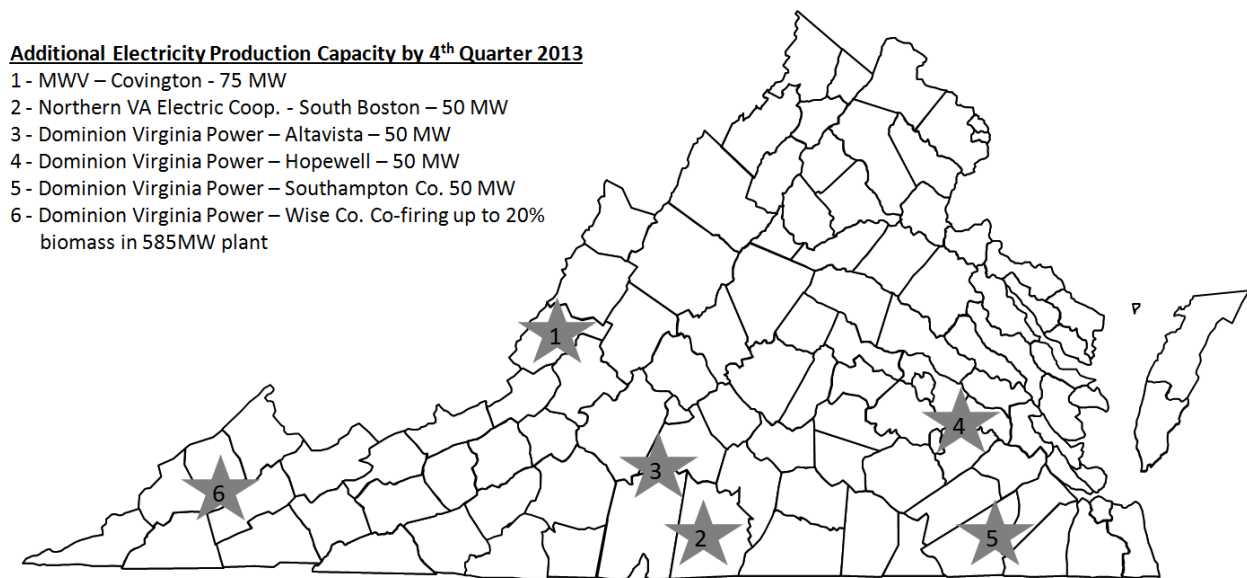 Additional Electricity Production Capacity by 4th Quarter 2013
1 - MWV – Covington - 75 MW
2 - Northern VA Electric Coop. - South Boston – 50 MW
3 - Dominion Virginia Power – Altavista – 50 MW
4 - Dominion Virginia Power – Hopewell – 50 MW
5 - Dominion Virginia Power – Southampton Co. 50 MW
6 - Dominion Virginia Power – Wise Co. Co-firing up to 20%
biomass in 585MW plant
1
4
3
6
2
5